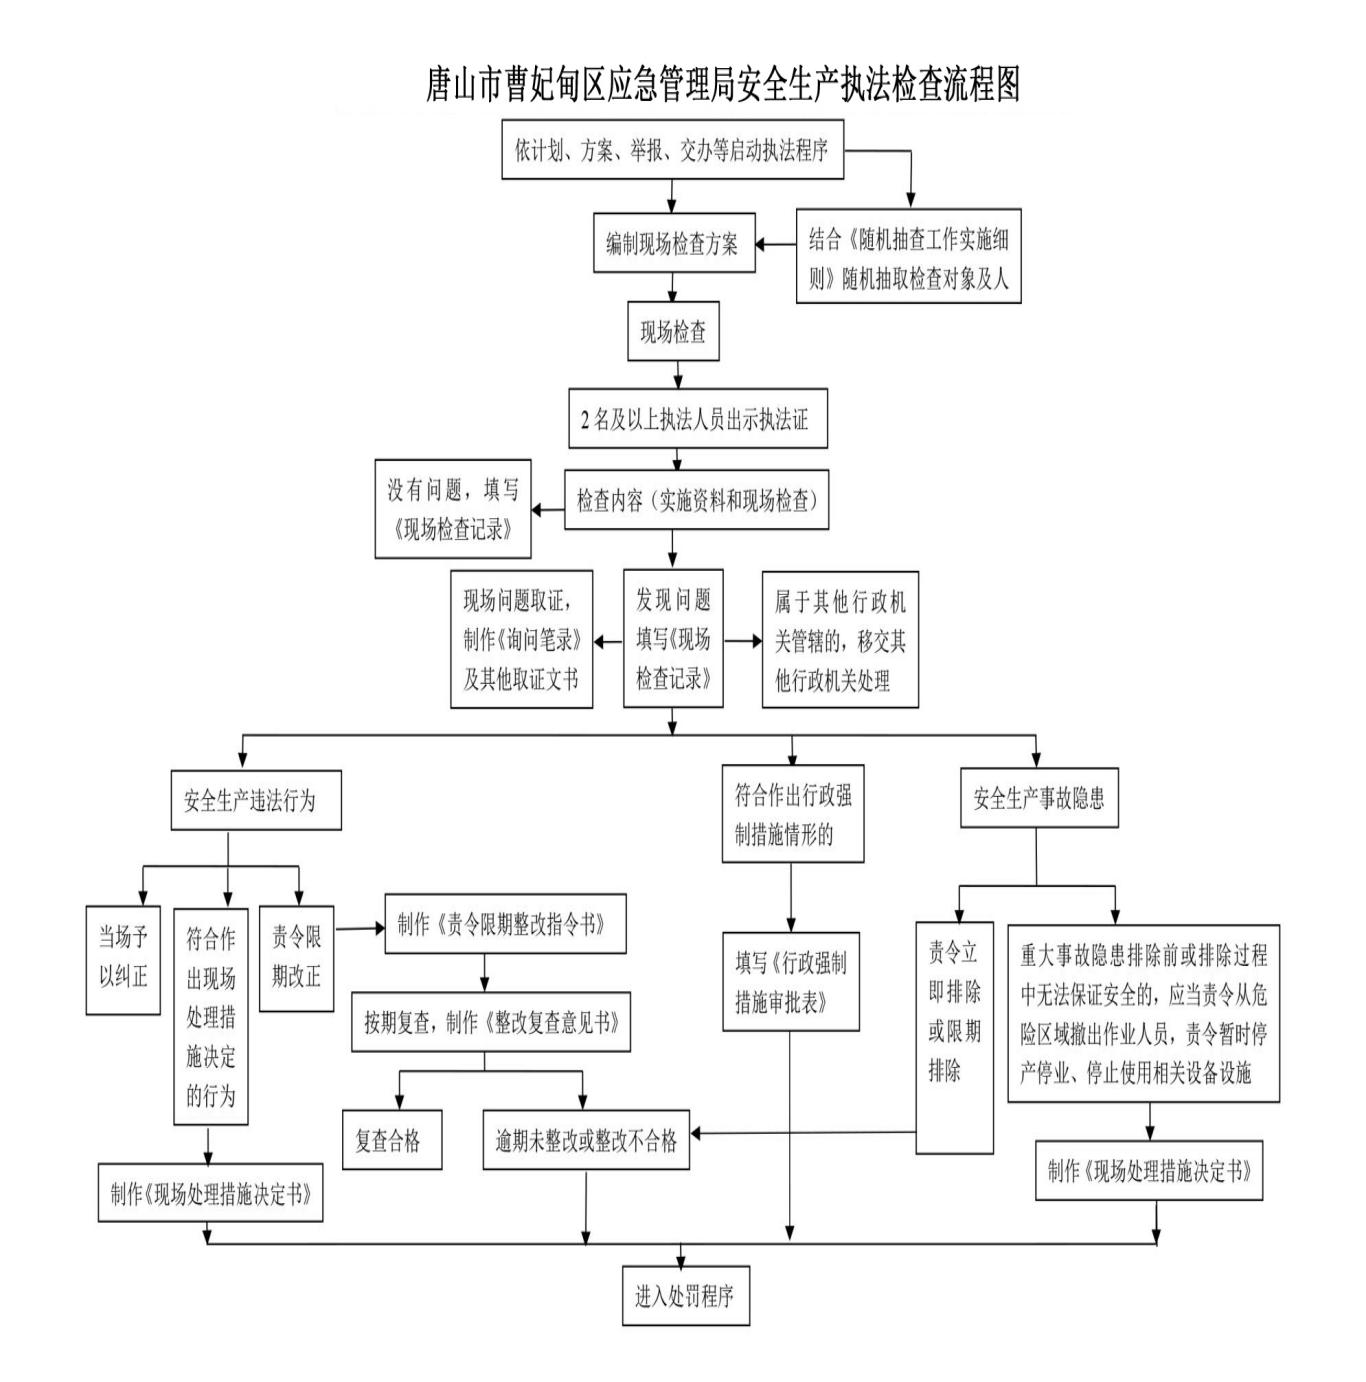 唐山市曹妃甸区应急管理局安全生产执法检查流程图
依计划、方案、举报、交办等启动执法程序
编制现场检查方案
结合《随机抽查工作实施细
则》随机抽取检查对象及人
现场检查
2 名及以上执法人员出示执法证
没有问题，填写
《现场检查记录》
检查内容（实施资料和现场检查）
现场问题取证，
制作《询问笔录》
及其他取证文书
发现问题
填写《现场
检查记录》
属于其他行政机
关管辖的，移交其
他行政机关处理
安全生产违法行为
符合作出行政强
制措施情形的
安全生产事故隐患
当场予
以纠正
符合作
出现场
处理措
施决定
的行为
责令限
期改正
制作《责令限期整改指令书》
按期复查，制作《整改复查意见书》
复查合格
逾期未整改或整改不合格
填写《行政强制
措施审批表》
责令立
即排除
或限期
排除
重大事故隐患排除前或排除过程
中无法保证安全的，应当责令从危
险区域撤出作业人员，责令暂时停
产停业、停止使用相关设备设施
制作《现场处理措施决定书》
制作《现场处理措施决定书》
进入处罚程序